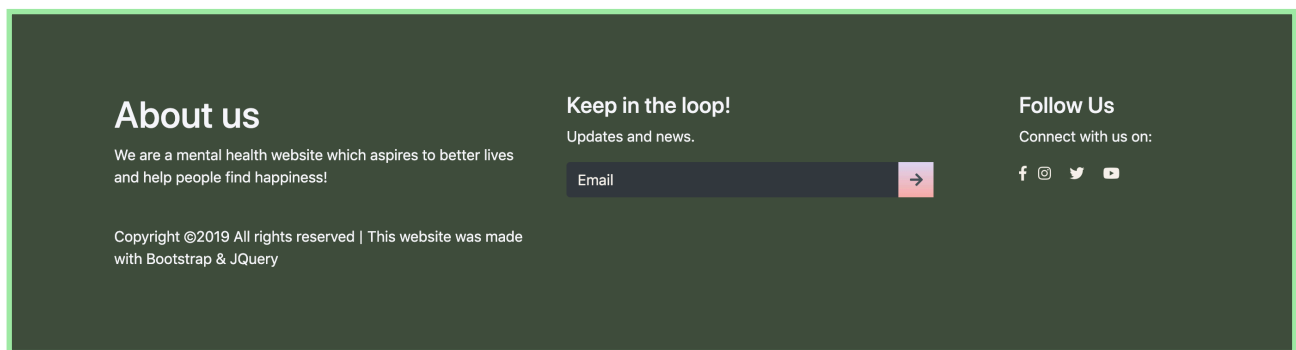 About us
We are a mental health website which aspires to better lives
and help people find happiness!
Copyright ©2019 All rights reserved | This website was made
with Bootstrap & JQuery
Keep in the loop!
Updates and news.
Email
Follow Us
Connect with us on: